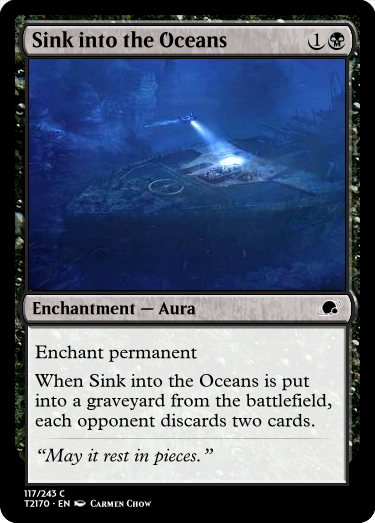 Sink into the Oceans 1
Enchantment — Aura
Enchant permanent
When Sink into the Oceans is put
into a graveyard from the battlefield,
each opponent discards two cards.
“May it rest in pieces.”
117/243 C
T2170 · EN Carmen Chow